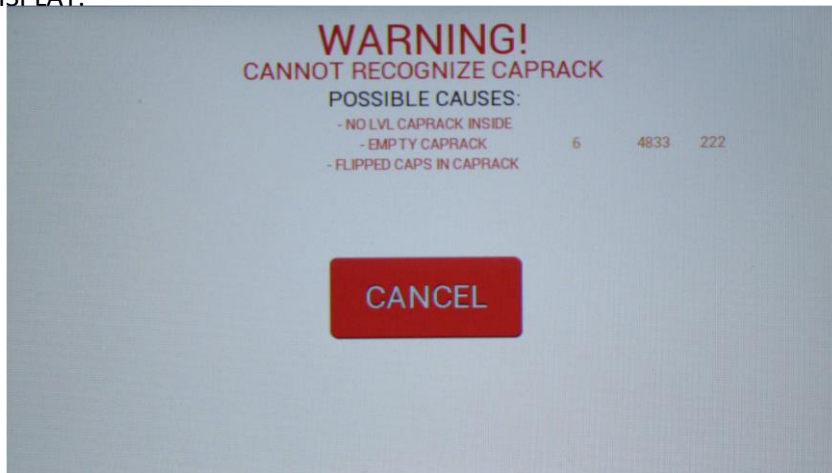 WARNING!
CANNOT RECOGNIZE CAPRACK
POSSIBLE CAUSES:
- NO LVL CAPRACK INSIDE
- EMPTY CAPRACK 6 4833 222
- FLIPPED CAPS IN CAPRACK
CANCEL